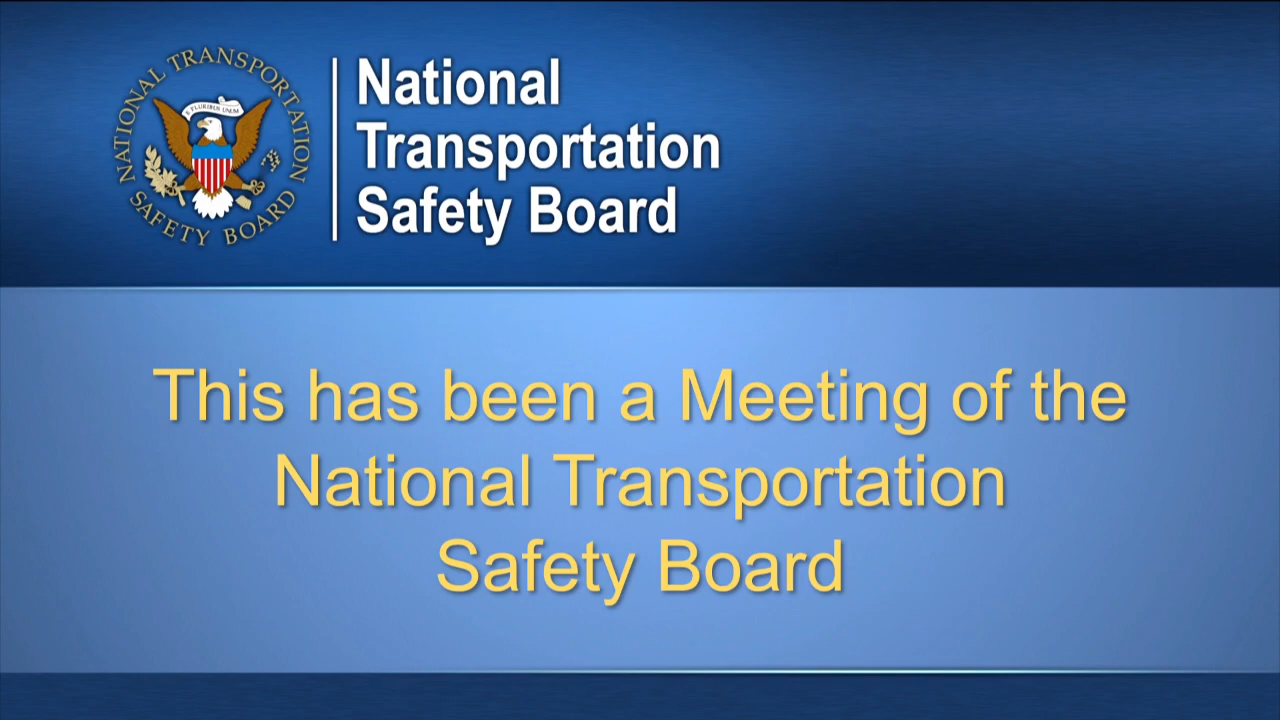 NATIONAL TRANSPORTATION
SAFETY BOARD
E PLURIBUS UNUM
National
Transportation
Safety Board
This has been a Meeting of the
National Transportation
Safety Board